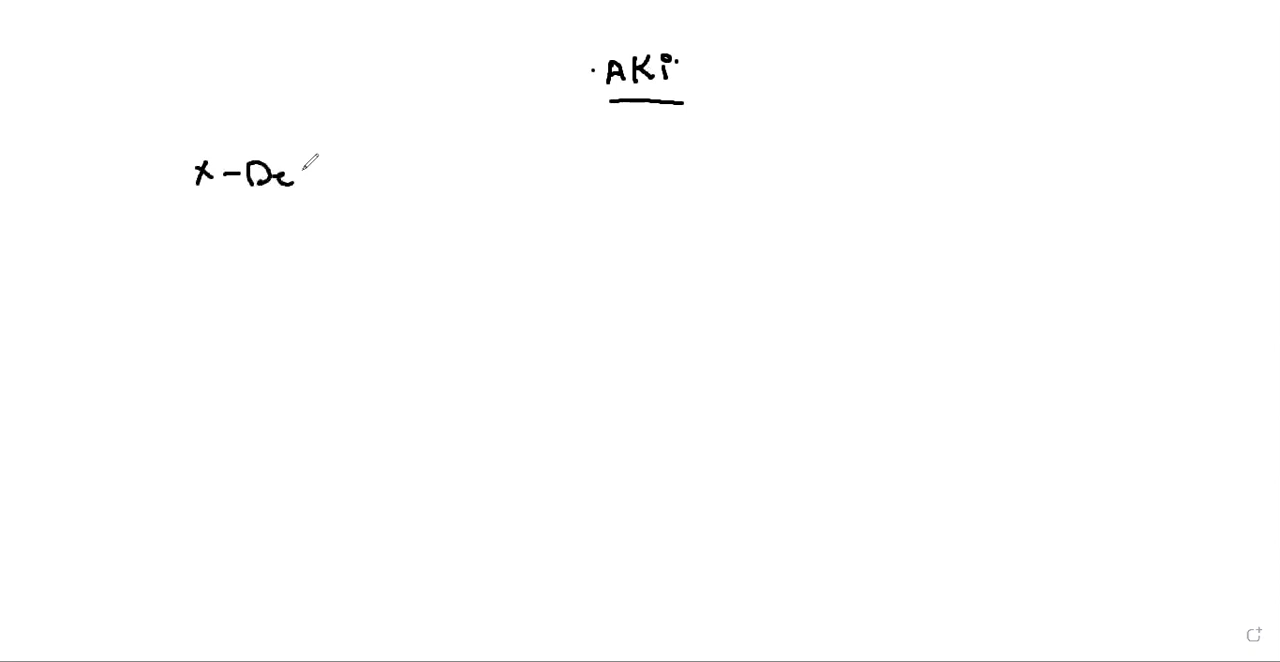 . AKi.
x - De